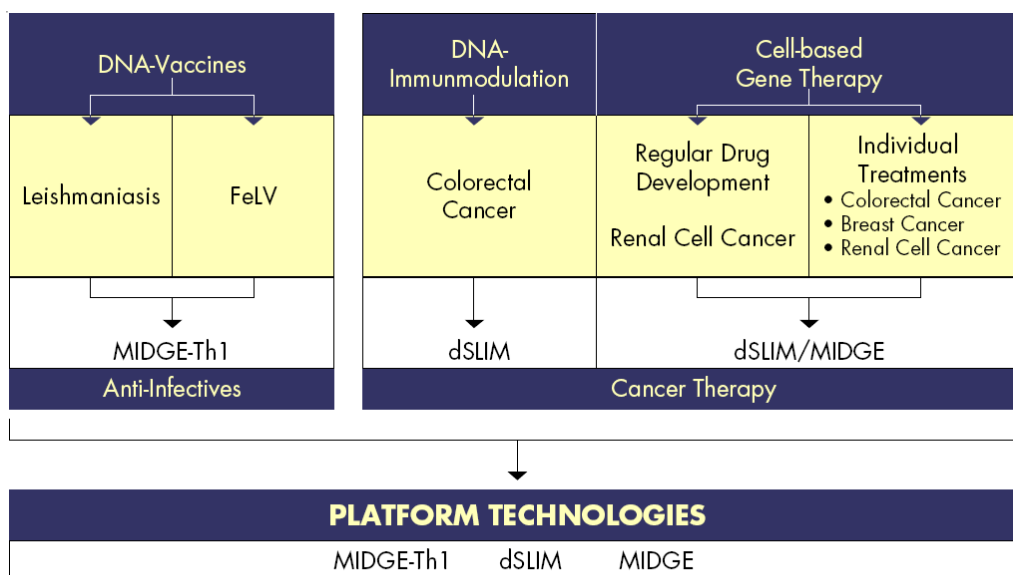 DNA-Vaccines
Leishmaniasis
FeLV
MIDGE-Th1
Anti-Infectives
DNA-
Immunmodulation
Colorectal
Cancer
dSLIM
Cell-based
Gene Therapy
Regular Drug
Development
Renal Cell Cancer
Individual
Treatments
• Colorectal Cancer
• Breast Cancer
• Renal Cell Cancer
dSLIM/MIDGE
Cancer Therapy
PLATFORM TECHNOLOGIES
MIDGE-Th1 dSLIM MIDGE